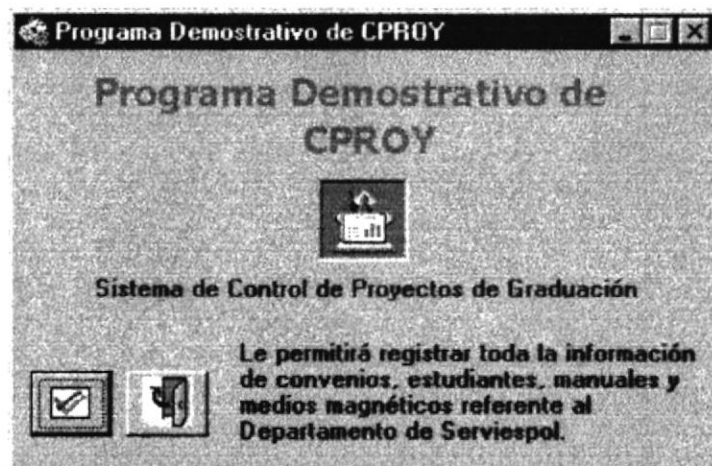 Programa Demostrativo de CPROY
Programa Demostrativo de
CPROY
Sistema de Control de Proyectos de Graduación
Le permitirá registrar toda la información
de convenios, estudiantes, manuales y
medios magnéticos referente al
Departamento de Serviespol.